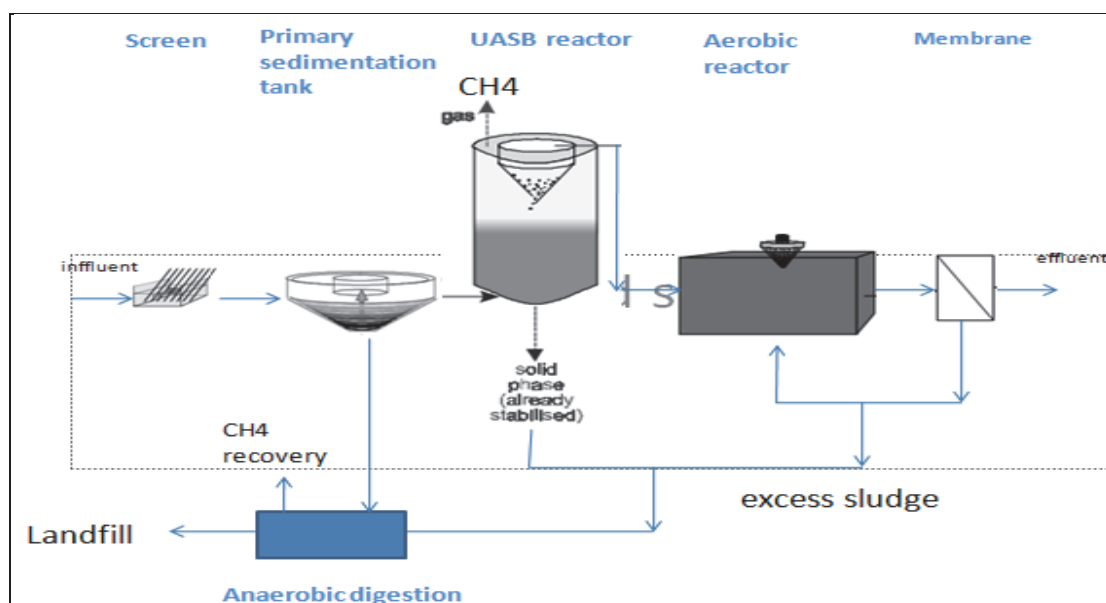 Screen
Primary
sedimentation
tank
UASB reactor
Aerobic
reactor
Membrane
CH4
gas
inffluent
effluent
s
solid
phase
(already
stabilised)
CH4
recovery
excess sludge
Landfill
Anaerobic digestion